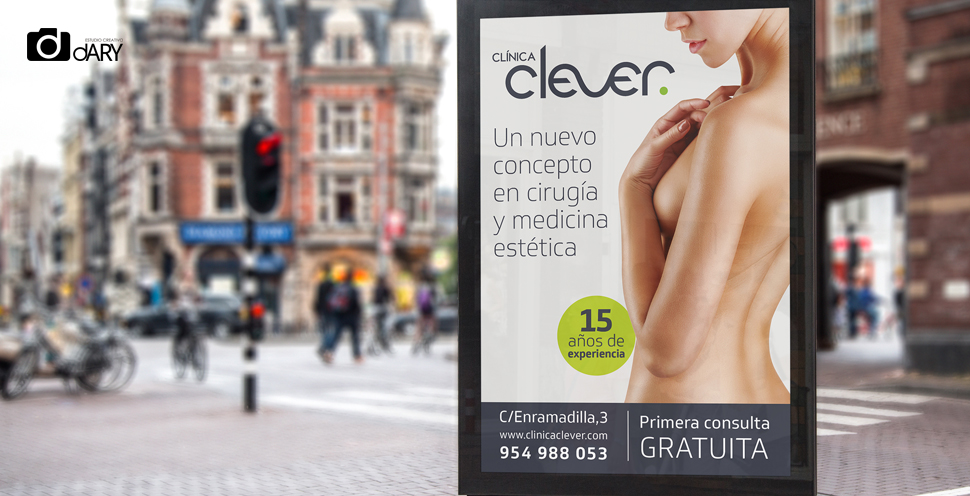 ESTUDIO CREATIVO
d dARY
CLÍNICA
clever.
Un nuevo
concepto
en cirugía
y medicina
estética
15
años de
experiencia
C/Enramadilla,3
www.clinicaclever.com
954 988 053
Primera consulta
GRATUITA